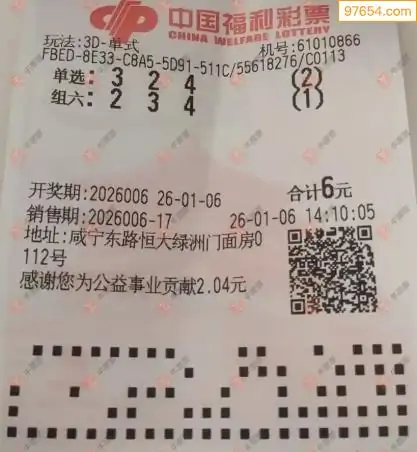 97654.com
中国福利彩票
CHINA WELFARE LOTTERY
玩法:3D-单式 机号:61010866
FBED-8E33-C8A5-5D91-511C/55618276/C0113
单选: 3 2 4 (2)
组六: 2 3 4 (1)
开奖期:2026006 26-01-06 合计6元
销售期:2026006-17 26-01-06 14:10:05
地址:咸宁东路恒大绿洲门面房0
112号
感谢您为公益事业贡献2.04元